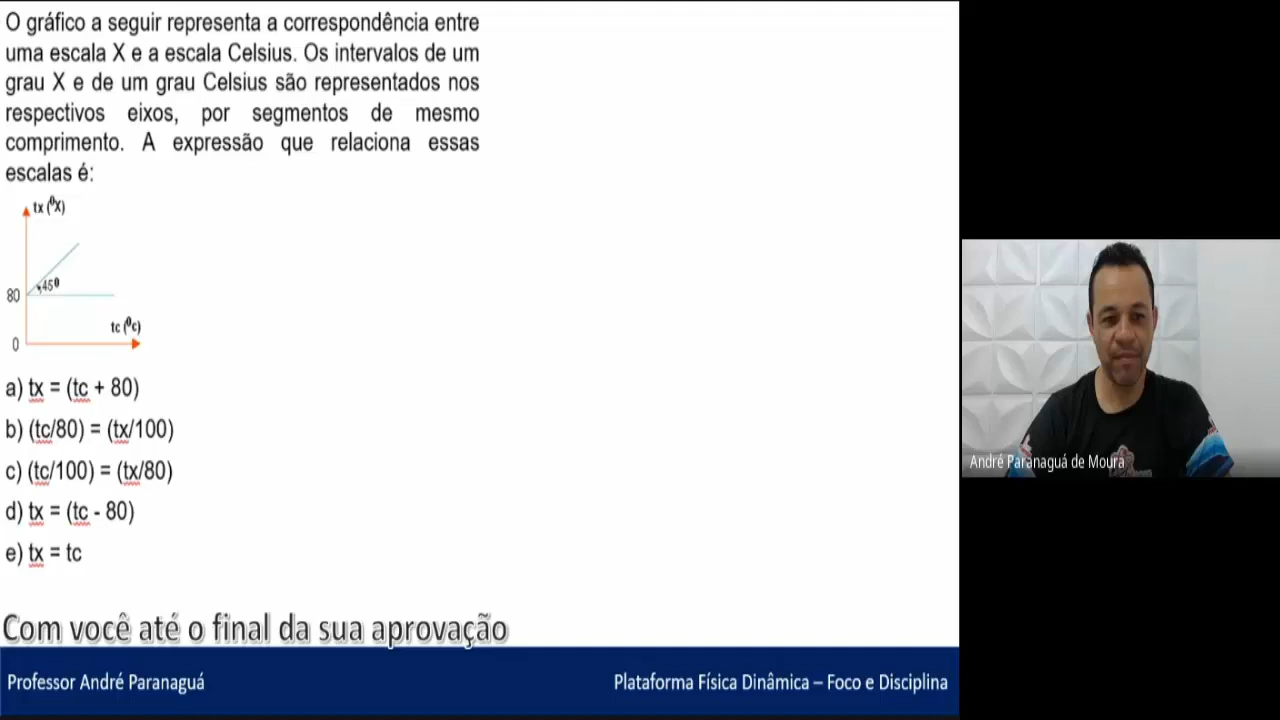 O gráfico a seguir representa a correspondência entre
uma escala X e a escala Celsius. Os intervalos de um
grau X e de um grau Celsius são representados nos
respectivos eixos, por segmentos de mesmo
comprimento. A expressão que relaciona essas
escalas é:
tx (⁰X)
45⁰
80
tc (⁰c)
0
a) tx = (tc + 80)
b) (tc/80) = (tx/100)
c) (tc/100) = (tx/80)
d) tx = (tc - 80)
e) tx = tc
Com você até o final da sua aprovação
Professor André Paranaguá
Plataforma Física Dinâmica – Foco e Disciplina
André Paranaguá de Moura